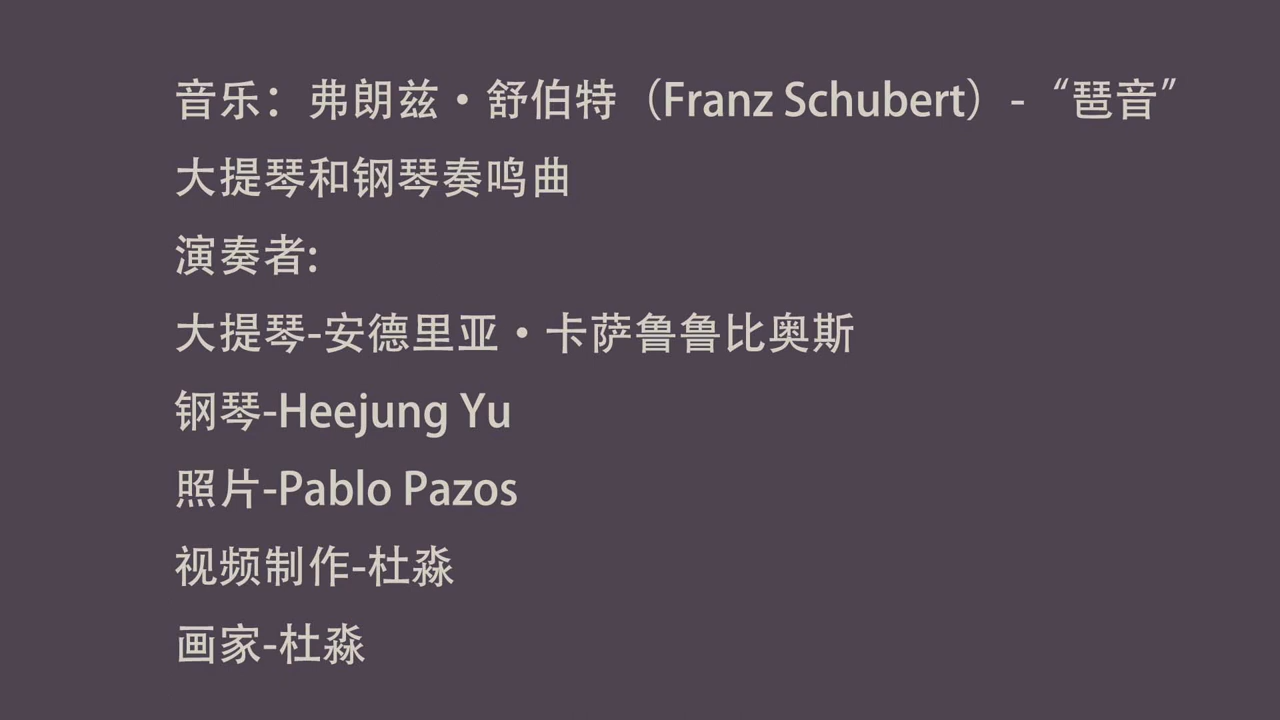 音乐：弗朗兹・舒伯特（Franz Schubert）- “琶音”
大提琴和钢琴奏鸣曲
演奏者:
大提琴-安德里亚・卡萨鲁鲁比奥斯
钢琴-Heejung Yu
照片-Pablo Pazos
视频制作-杜淼
画家-杜淼